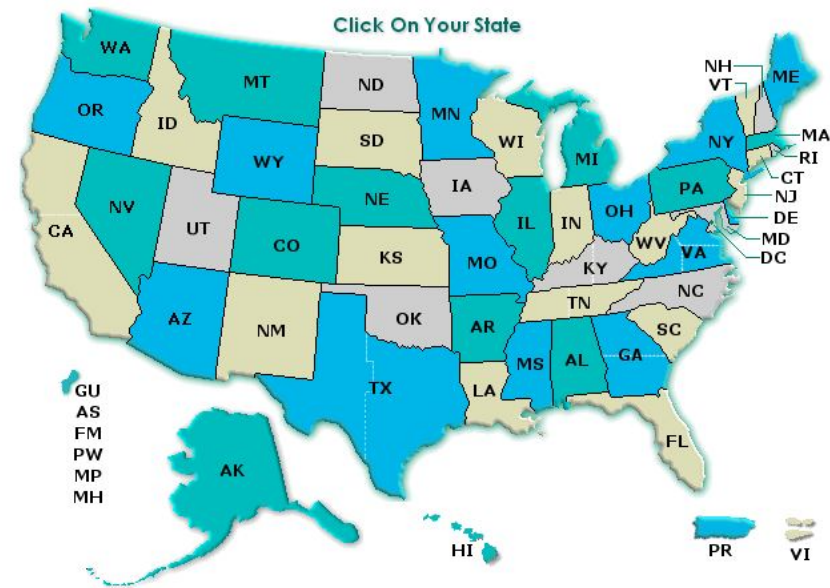 Click On Your State
WA
MT
ND
MN
OR
ID
SD
WI
MI
WY
NH
VT
ME
NY
MA
RI
CT
NJ
DE
MD
DC
NV
UT
NE
IA
IL
IN
OH
PA
CA
CO
KS
MO
KY
WV
VA
AZ
NM
OK
AR
TN
NC
SC
TX
LA
MS
AL
GA
FL
GU
AS
FM
PW
MP
MH
AK
HI
PR
VI